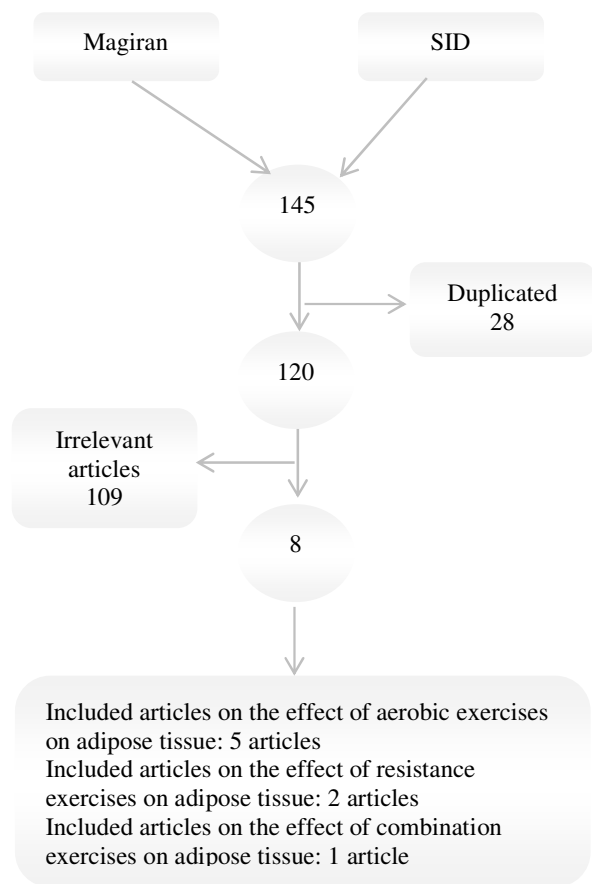 Magiran
SID
145
Duplicated
28
120
Irrelevant
articles
109
8
Included articles on the effect of aerobic exercises
on adipose tissue: 5 articles
Included articles on the effect of resistance
exercises on adipose tissue: 2 articles
Included articles on the effect of combination
exercises on adipose tissue: 1 article